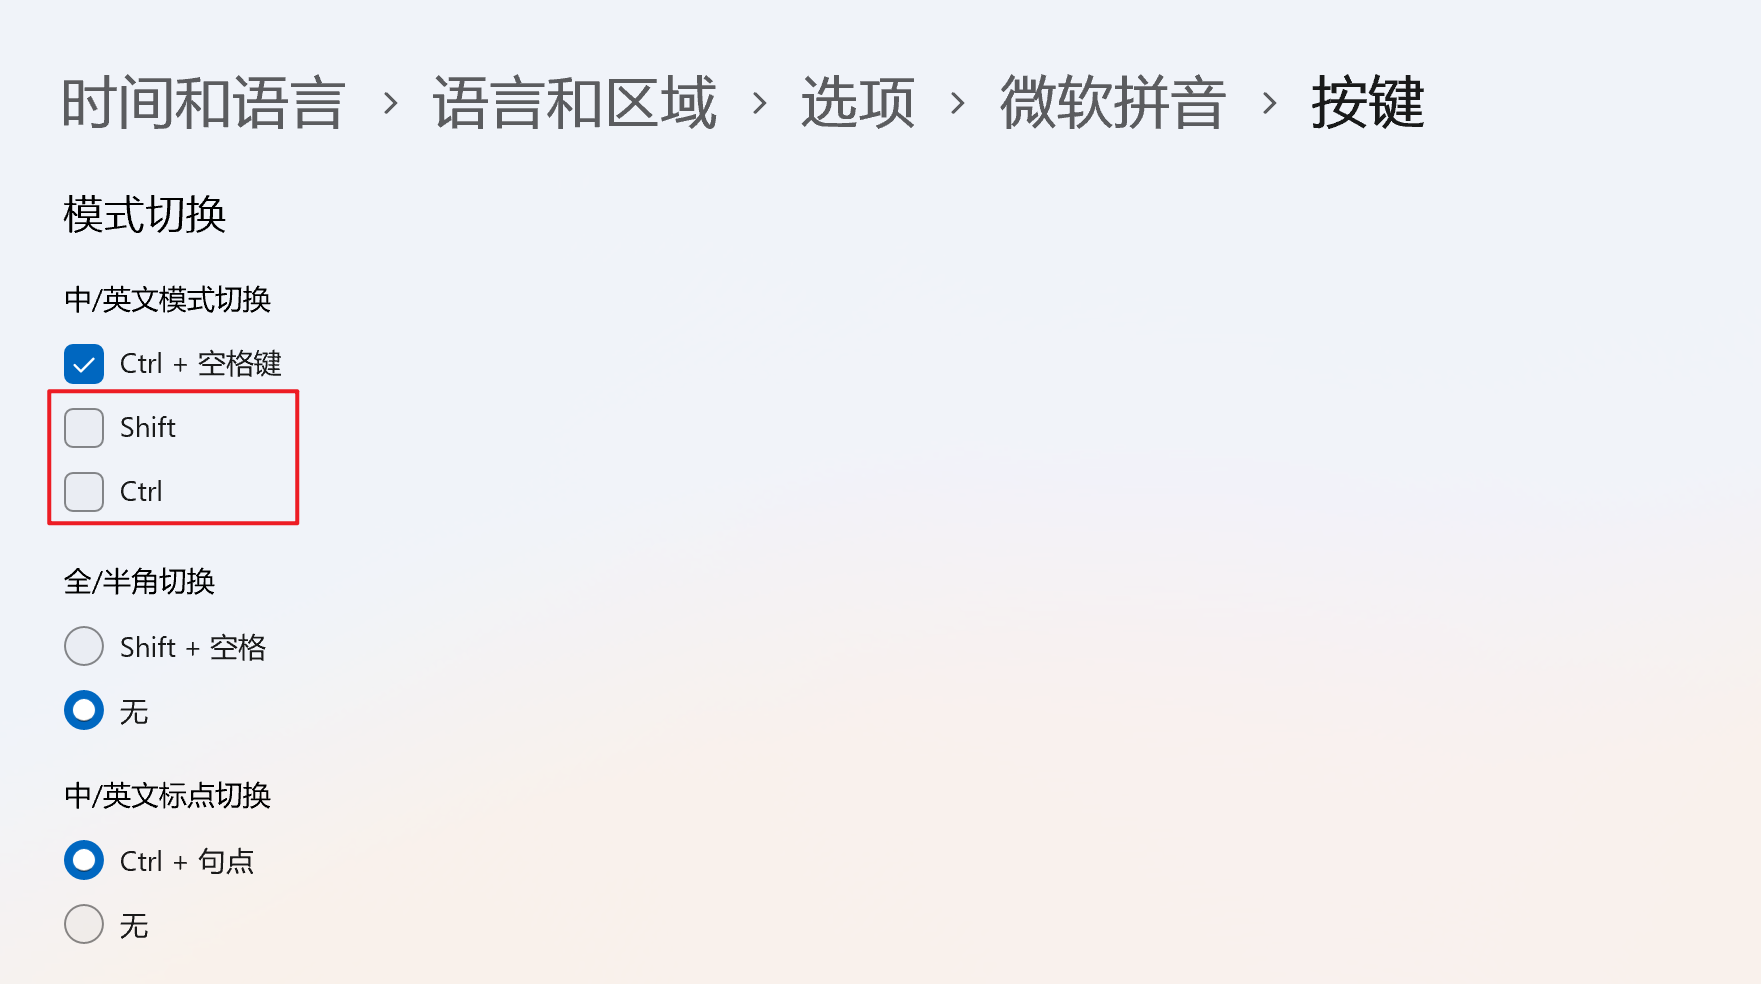 时间和语言 › 语言和区域 › 选项 › 微软拼音 › 按键
模式切换
中/英文模式切换
Ctrl + 空格键
Shift
Ctrl
全/半角切换
Shift + 空格
无
中/英文标点切换
Ctrl + 句点
无